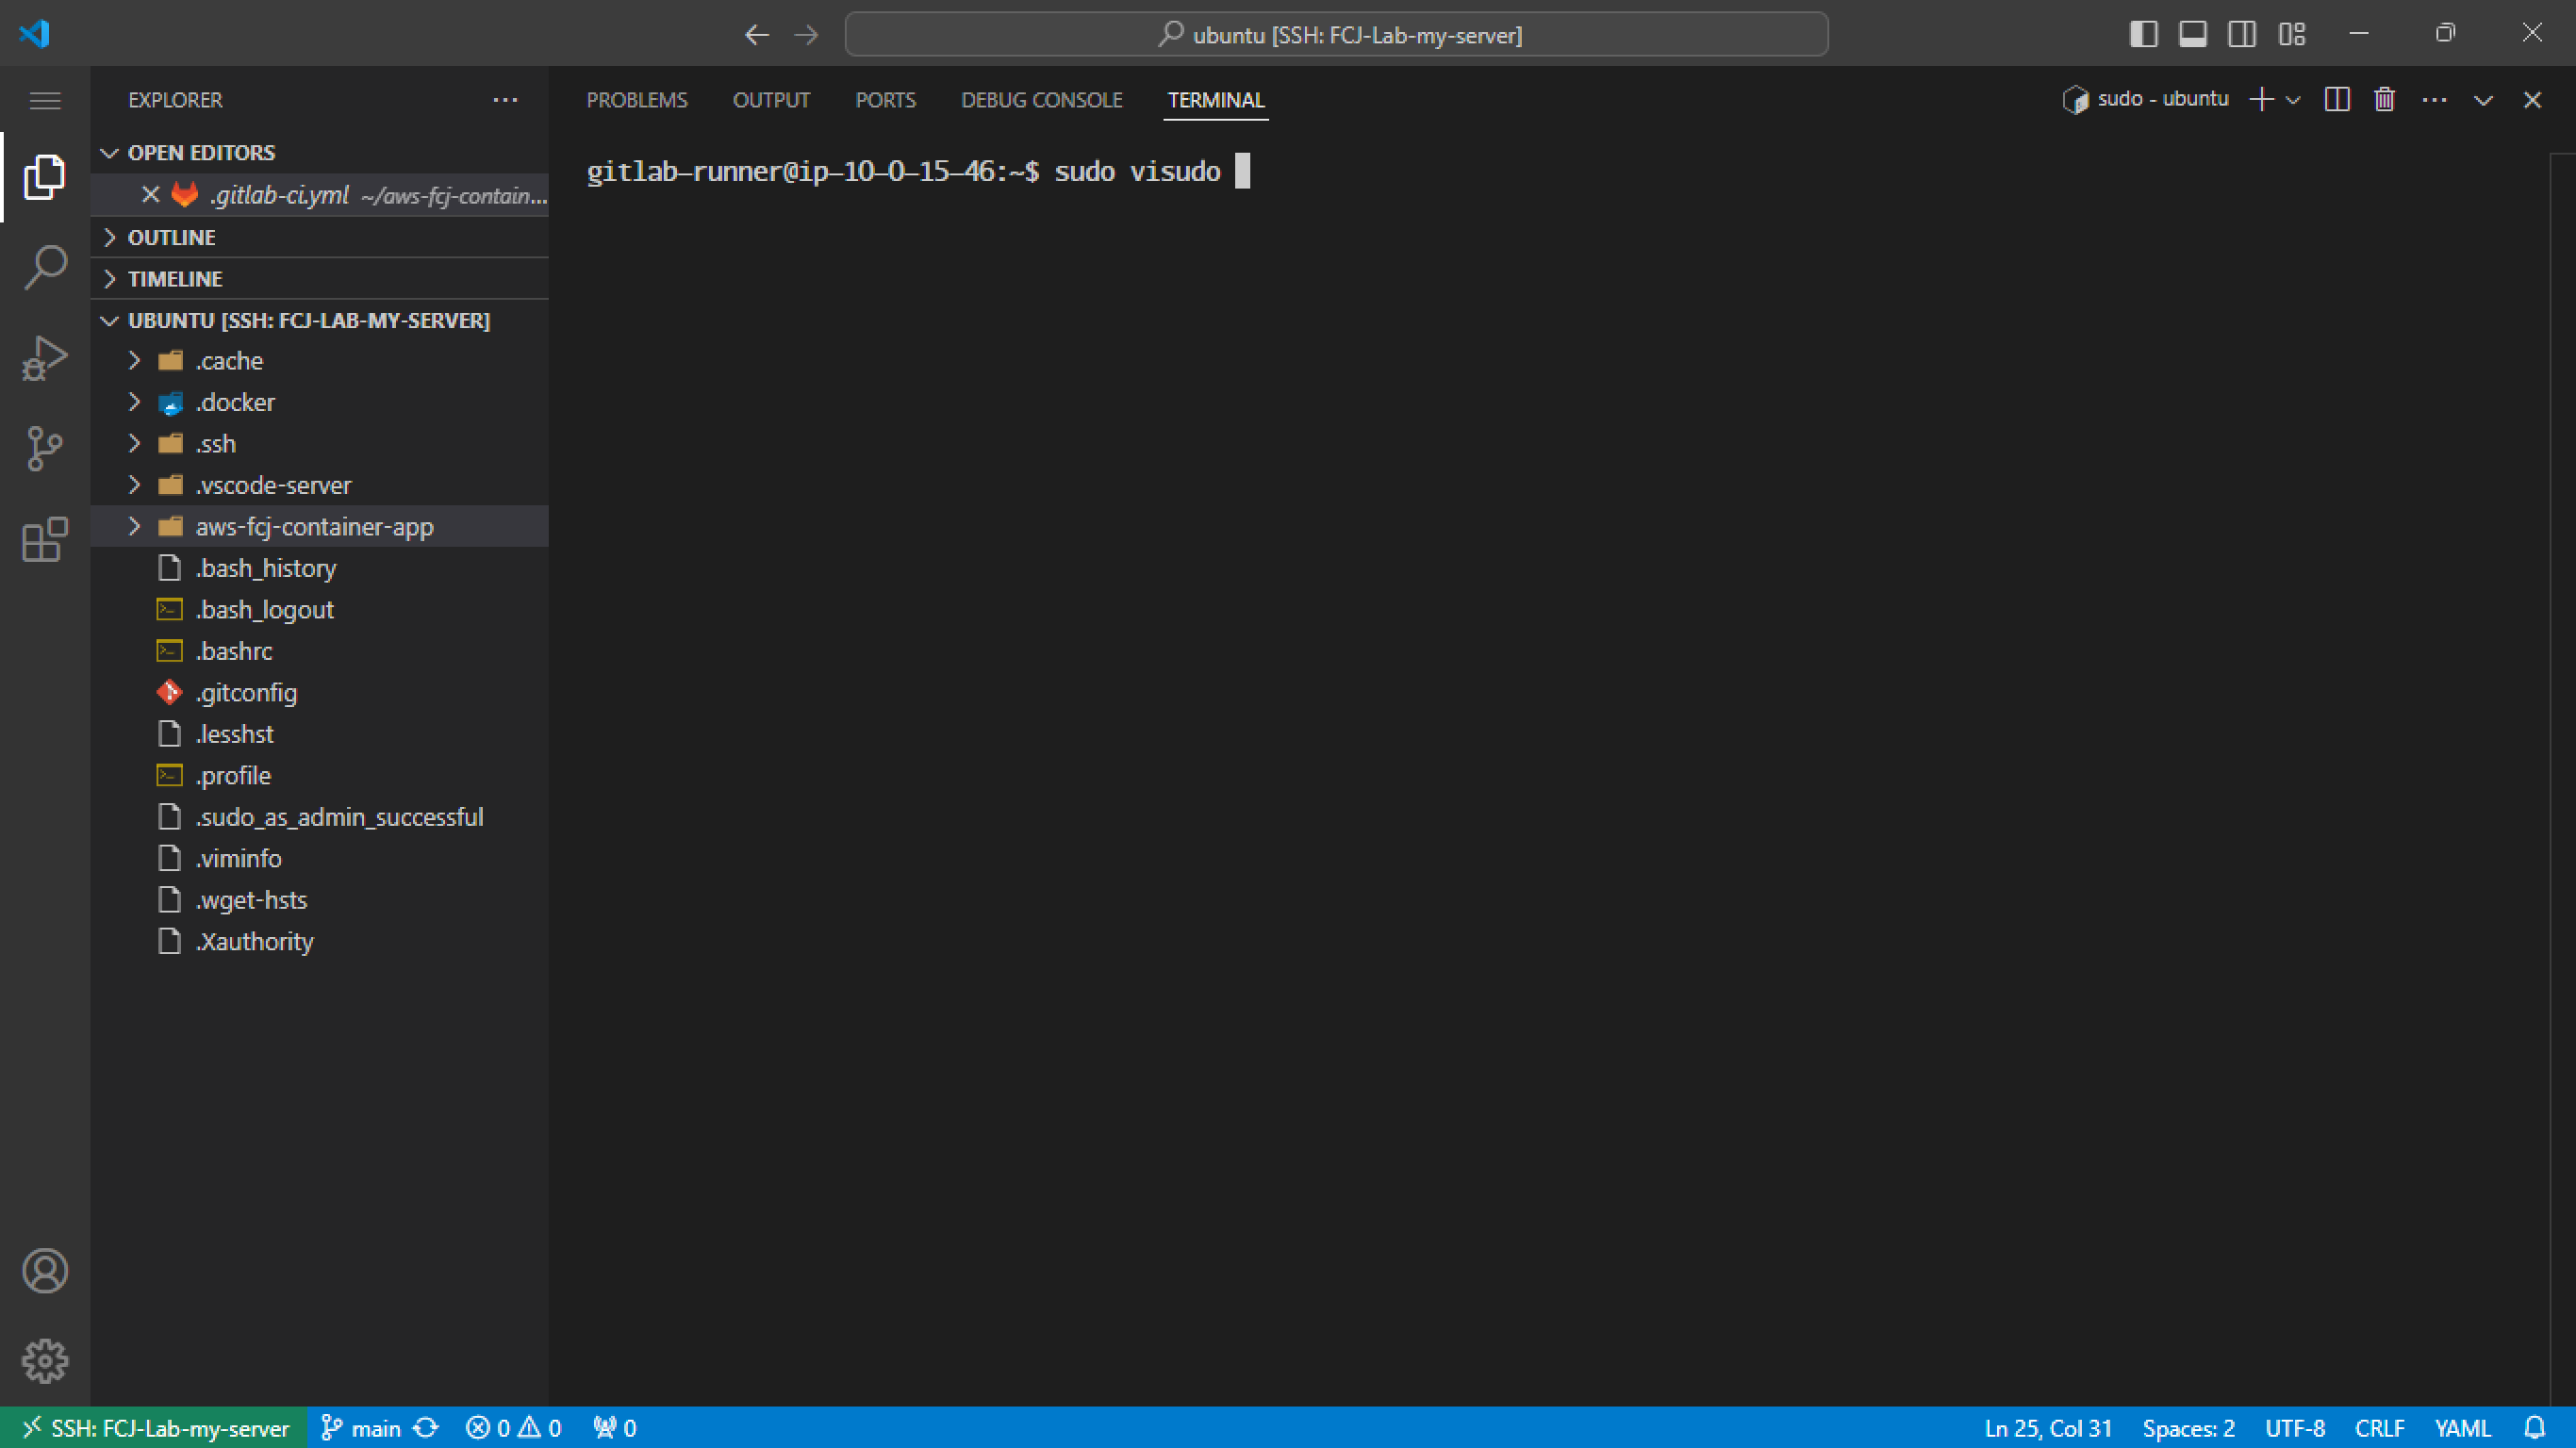 ubuntu [SSH: FCJ-Lab-my-server]
EXPLORER
PROBLEMS OUTPUT PORTS DEBUG CONSOLE TERMINAL
sudo - ubuntu
OPEN EDITORS
.gitlab-ci.yml ~/aws-fcj-contain...
OUTLINE
TIMELINE
UBUNTU [SSH: FCJ-LAB-MY-SERVER]
.cache
.docker
.ssh
.vscode-server
aws-fcj-container-app
.bash_history
.bash_logout
.bashrc
.gitconfig
.lesshst
.profile
.sudo_as_admin_successful
.viminfo
.wget-hsts
.Xauthority
gitlab-runner@ip-10-0-15-46:~$ sudo visudo
SSH: FCJ-Lab-my-server main 0 0 0
Ln 25, Col 31 Spaces: 2 UTF-8 CRLF YAML